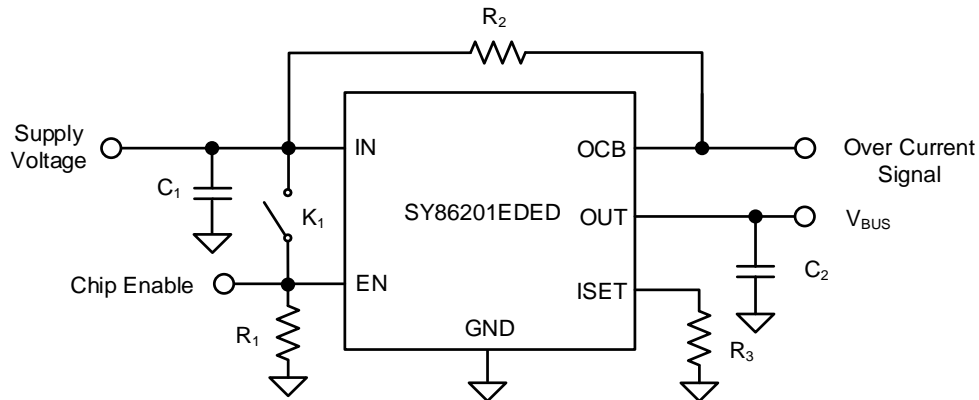 R₂
Supply
Voltage
IN
OCB
Over Current
Signal
C₁
K₁
SY86201EDED
OUT
V_BUS
Chip Enable
EN
ISET
C₂
R₁
GND
R₃